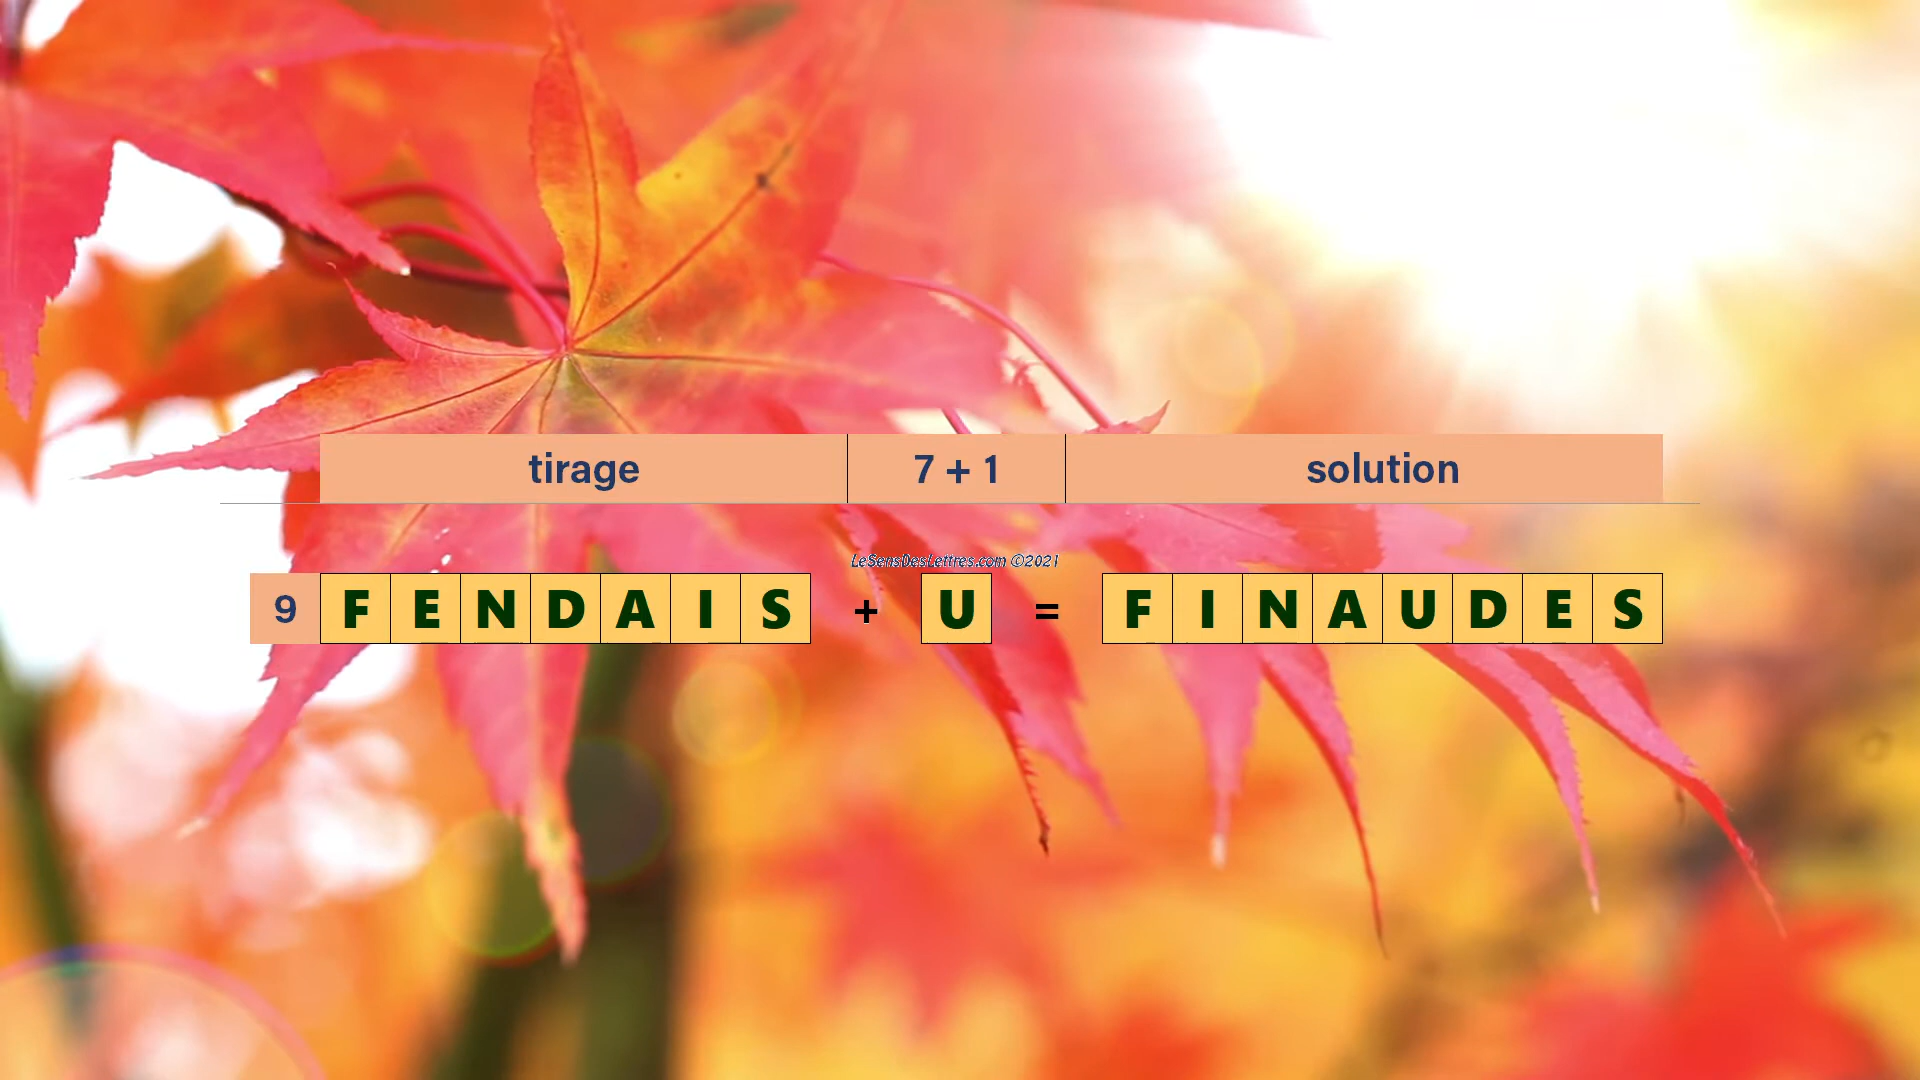 tirage 7 + 1 solution
LeSensDesLettres.com ©2021
9 FENDAIS + U = FINAUDES